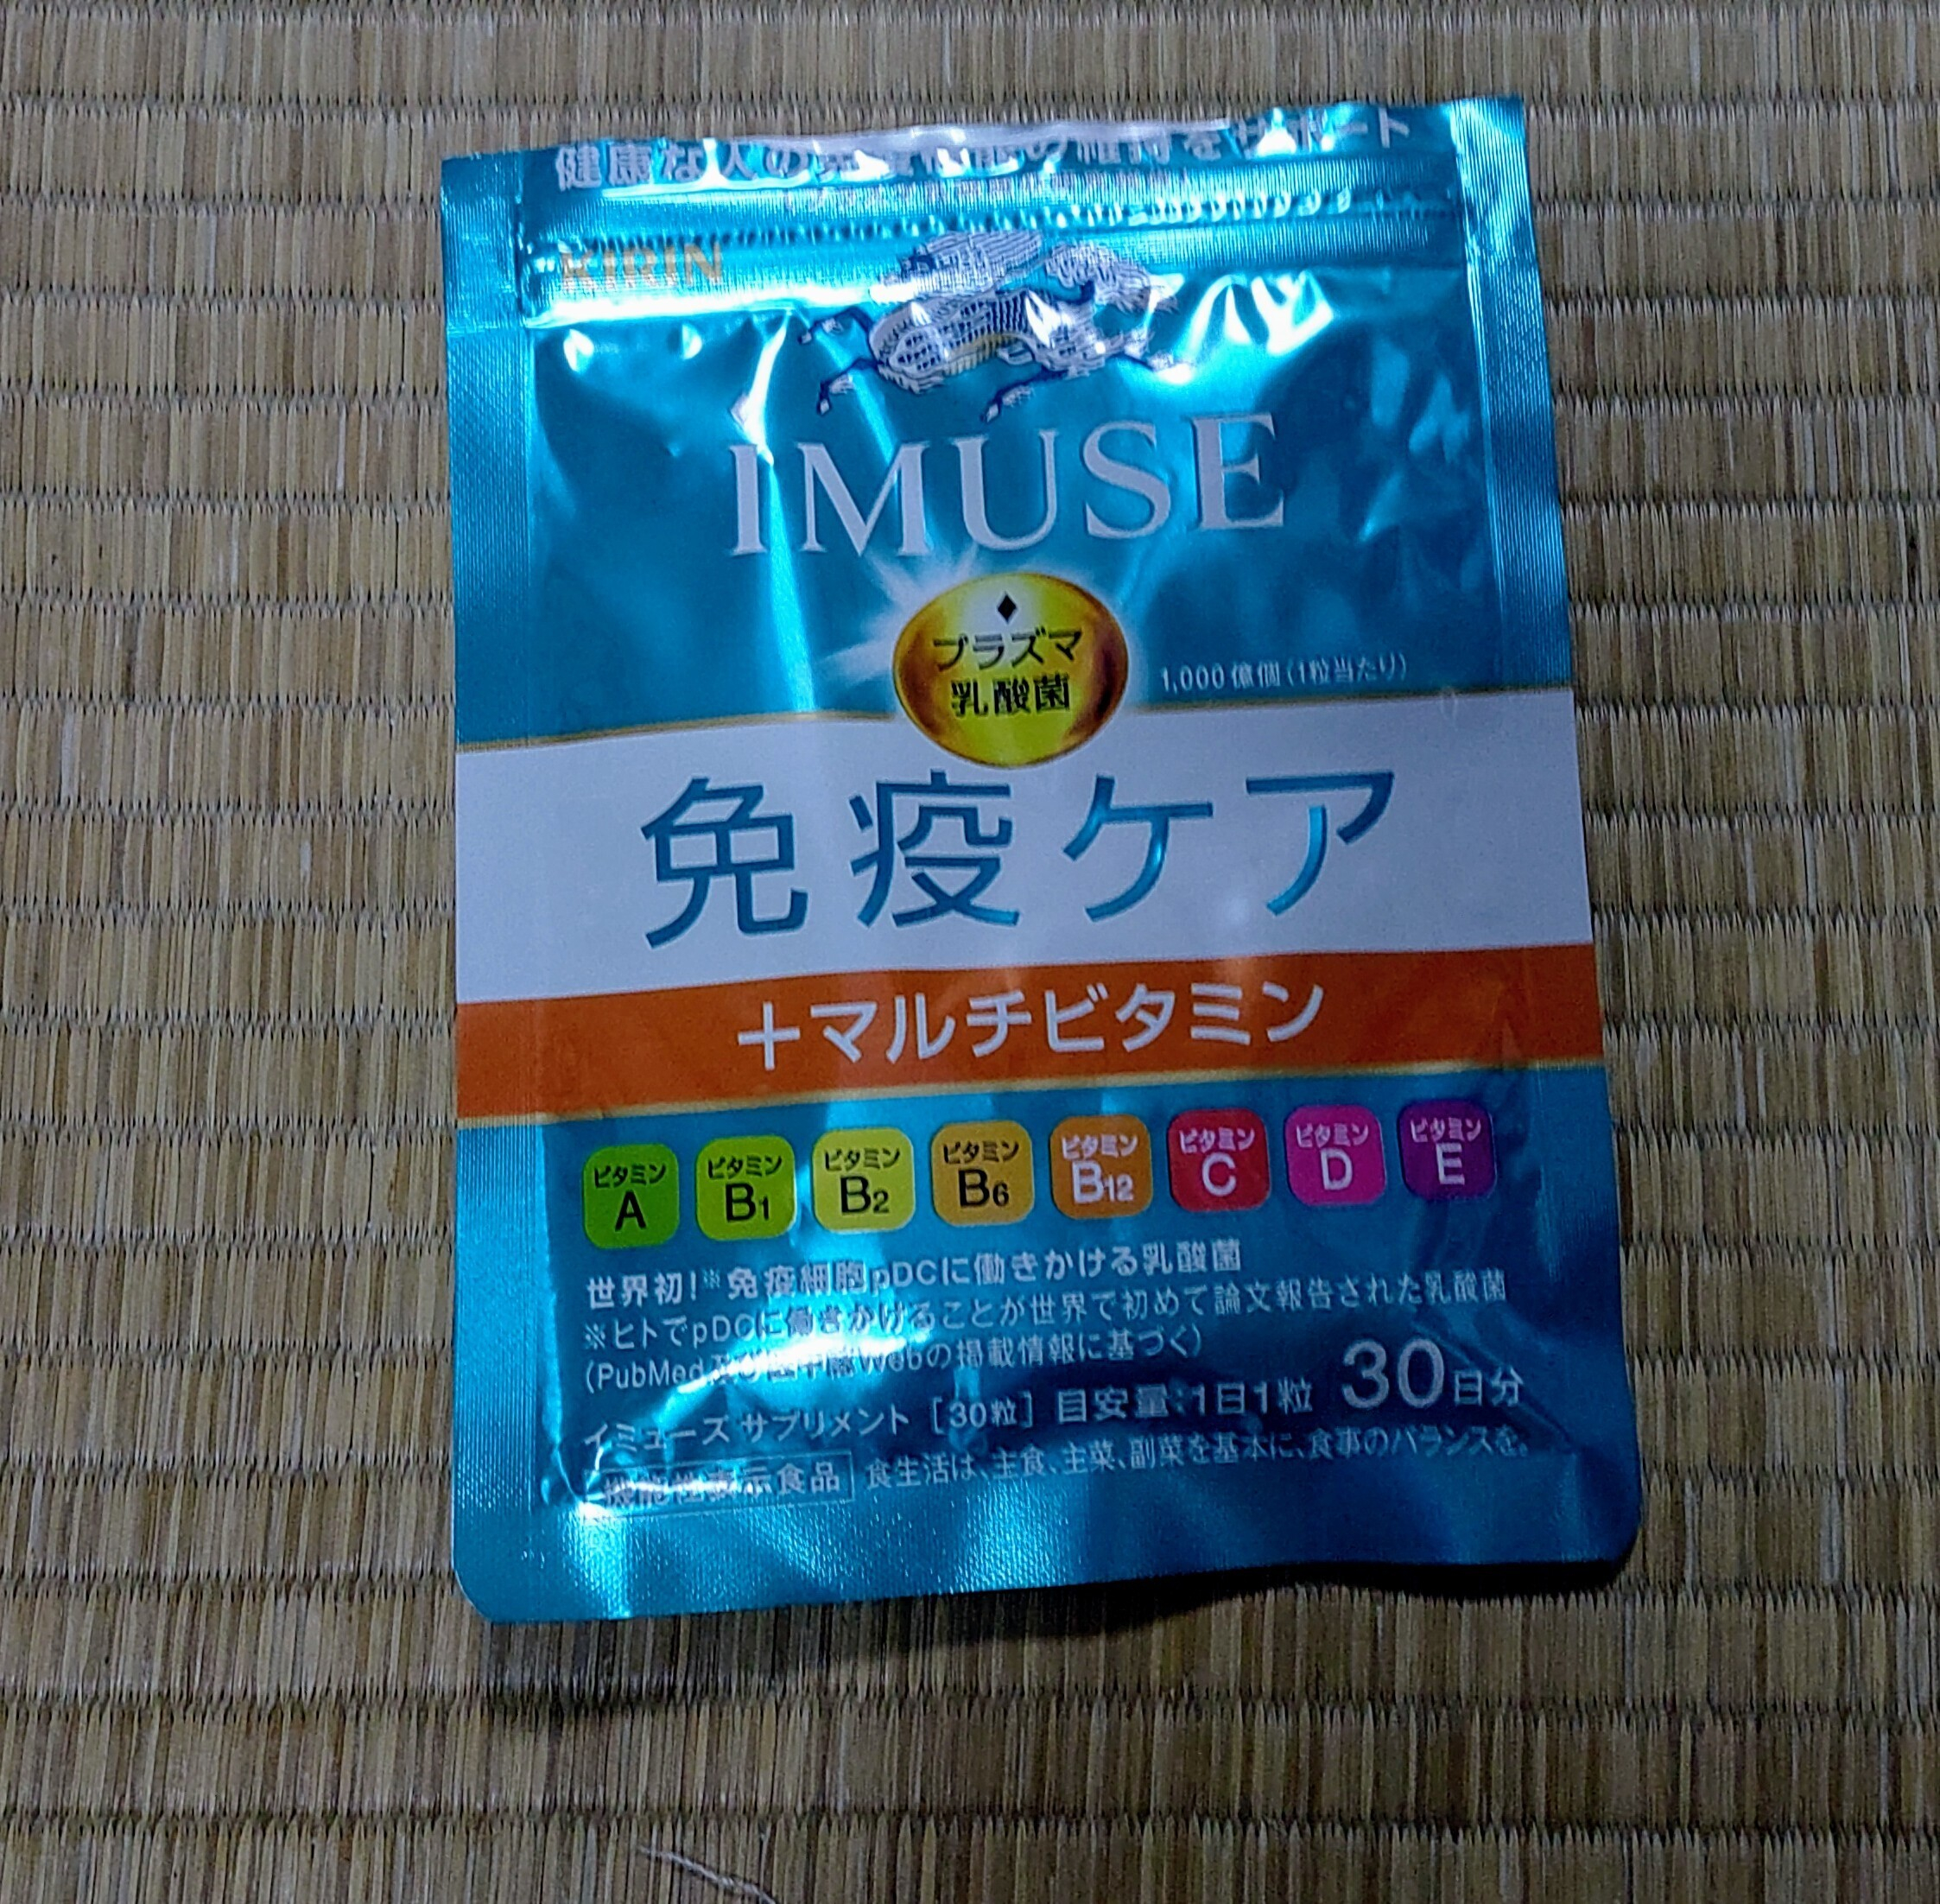 健康な人の免疫機能の維持をサポート
KIRIN
IMUSE
プラズマ
乳酸菌
1,000億個(1粒当たり)
免疫ケア
+マルチビタミン
ビタミン A
ビタミン B1
ビタミン B2
ビタミン B6
ビタミン B12
ビタミン C
ビタミン D
ビタミン E
世界初!※免疫細胞pDCに働きかける乳酸菌
※ヒトでpDCに働きかけることが世界で初めて論文報告された乳酸菌
(PubMed及び医中誌Webの掲載情報に基づく)
イミューズ サプリメント [30粒] 目安量:1日1粒 30日分
機能性表示食品 食生活は、主食、主菜、副菜を基本に、食事のバランスを。